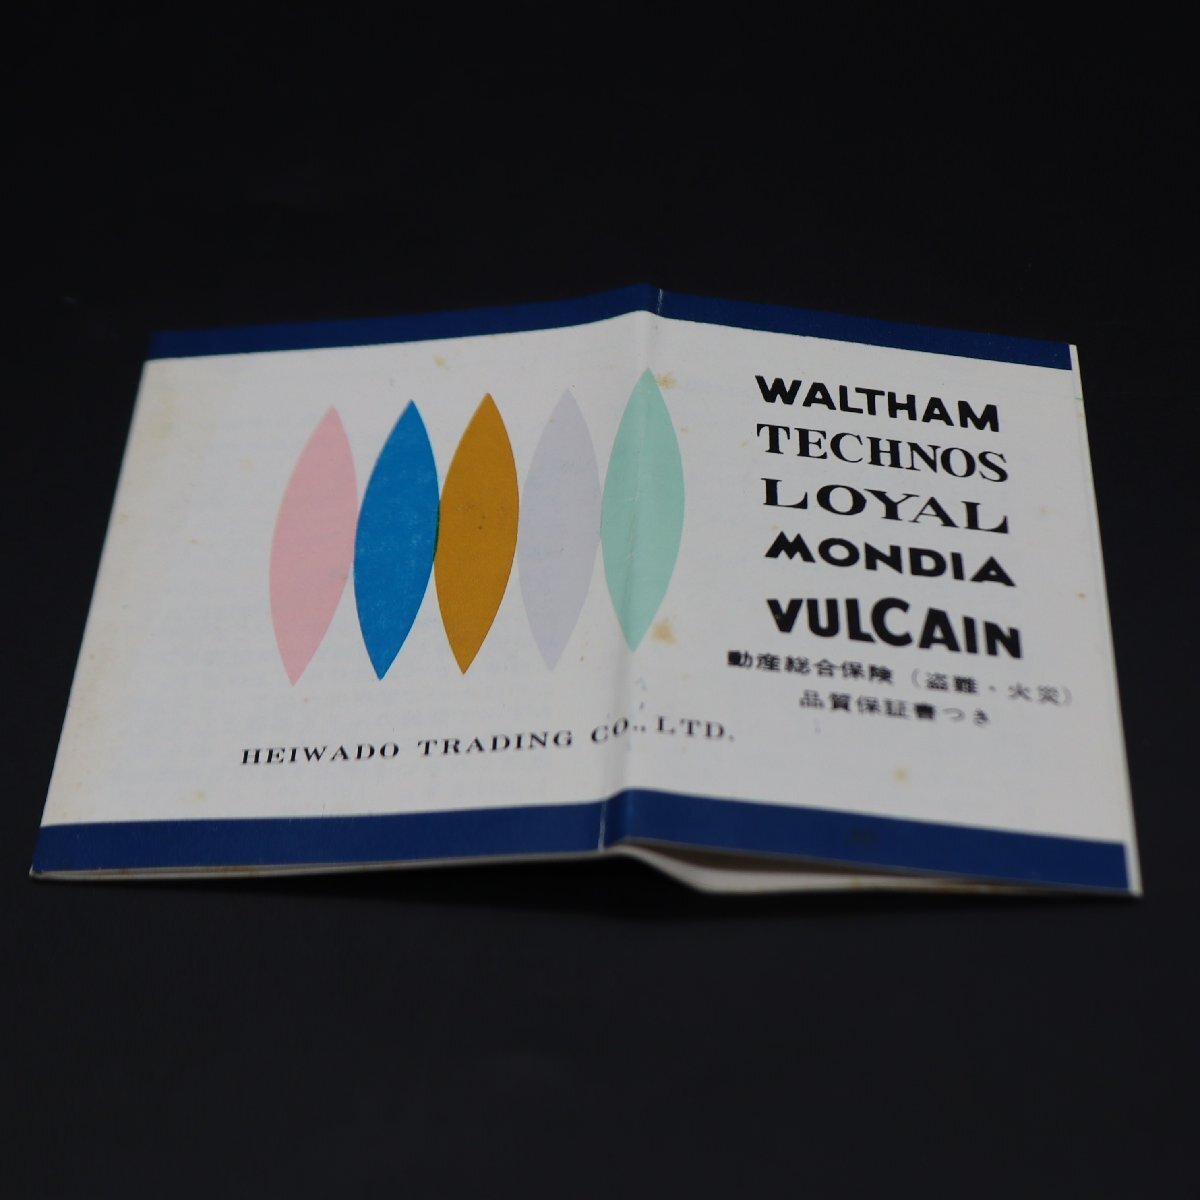 WALTHAM
TECHNOS
LOYAL
MONDIA
VULCAIN
動産総合保険(盗難・火災)
品質保証書つき
HEIWADO TRADING CO., LTD.